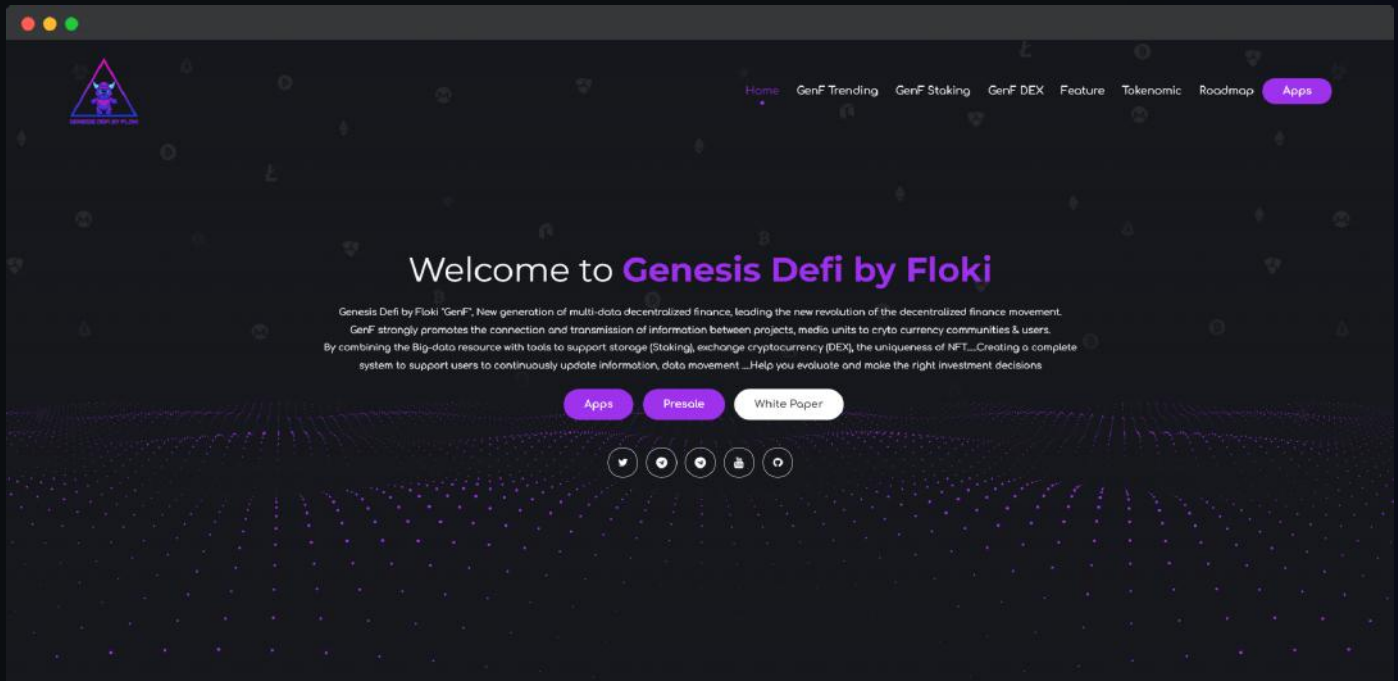 GENESIS DEFI BY FLOKI
Home GenF Trending GenF Staking GenF DEX Feature Tokenomic Roadmap Apps
Welcome to Genesis Defi by Floki
Genesis Defi by Floki "GenF", New generation of multi-data decentralized finance, leading the new revolution of the decentralized finance movement.
GenF strongly promotes the connection and transmission of information between projects, media units to cryto currency communities & users.
By combining the Big-data resource with tools to support storage (Staking), exchange cryptocurrency (DEX), the uniqueness of NFT....Creating a complete
system to support users to continuously update information, data movement ....Help you evaluate and make the right investment decisions
Apps Presale White Paper